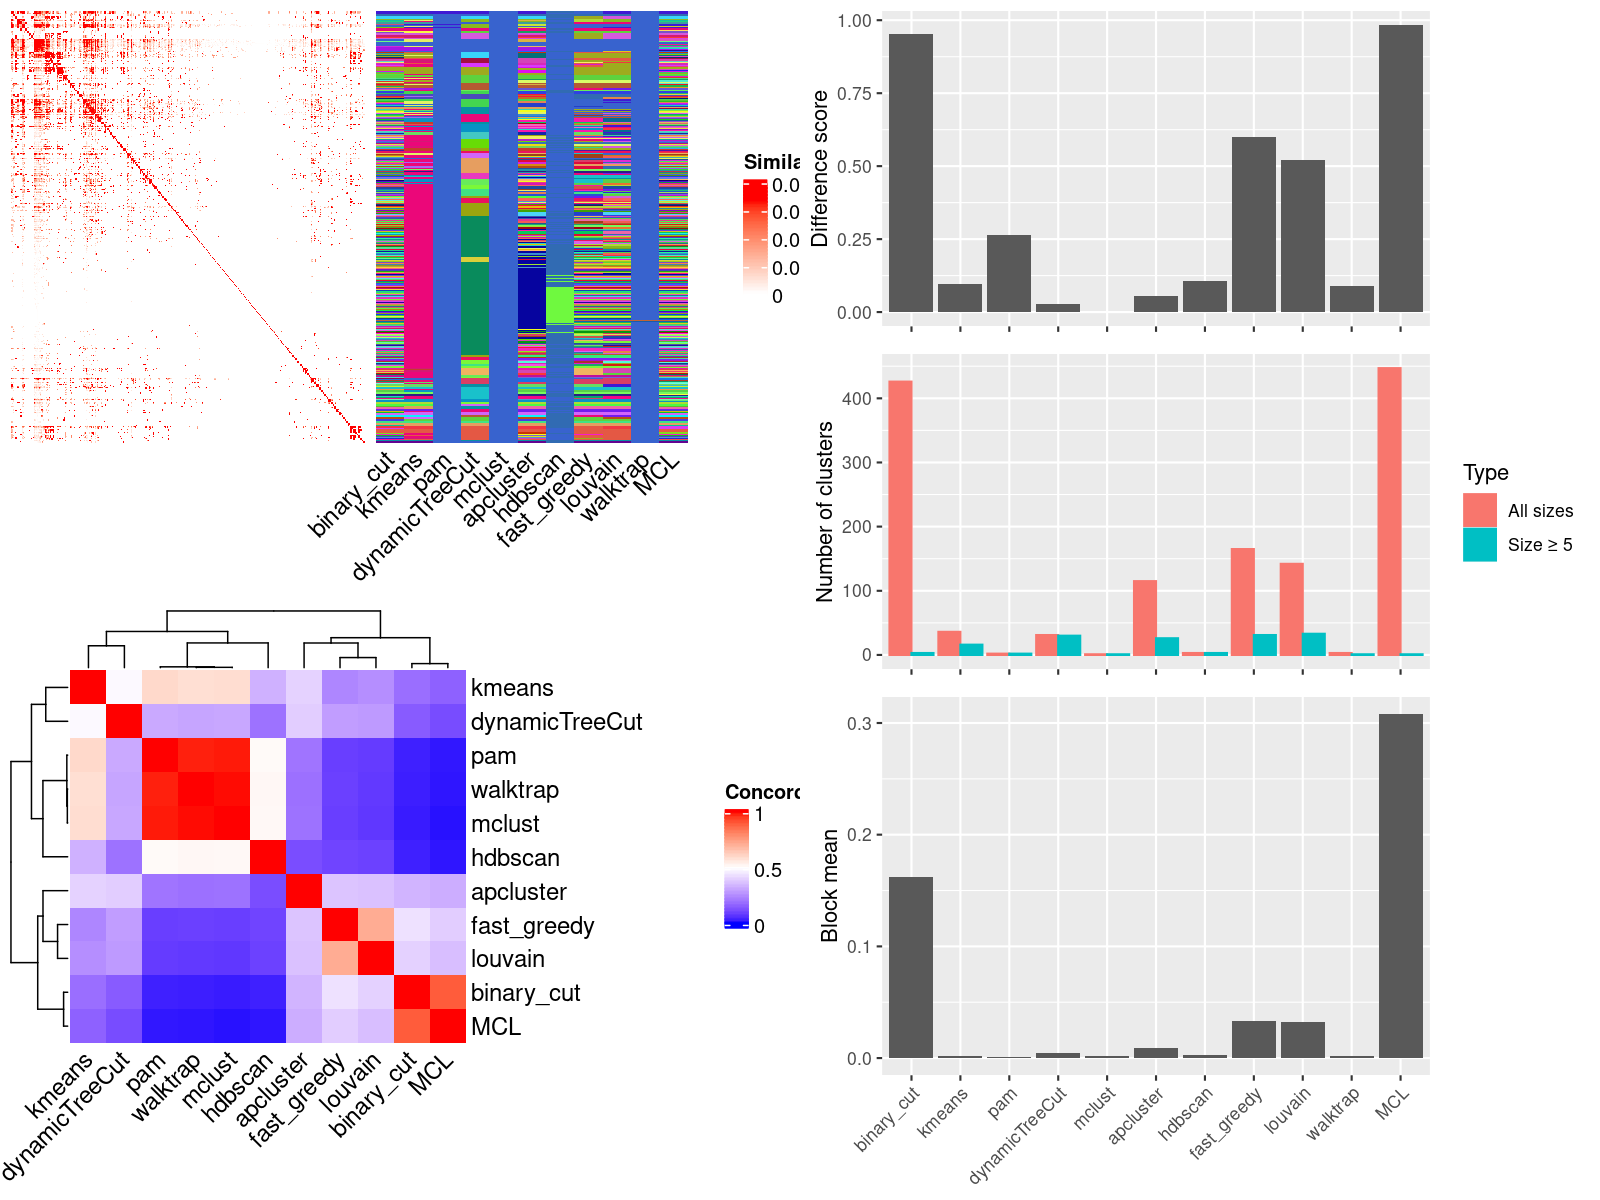 Simila
0.0
0.0
0.0
0.0
0
binary_cut
kmeans
pam
dynamicTreeCut
mclust
apcluster
hdbscan
fast_greedy
louvain
walktrap
MCL
kmeans
dynamicTreeCut
pam
walktrap
mclust
hdbscan
apcluster
fast_greedy
louvain
binary_cut
MCL
kmeans
dynamicTreeCut
pam
walktrap
mclust
hdbscan
apcluster
fast_greedy
louvain
binary_cut
MCL
Concord
1
0.5
0
Difference score
1.00
0.75
0.50
0.25
0.00
Number of clusters
400
300
200
100
0
Type
All sizes
Size ≥ 5
Block mean
0.3
0.2
0.1
0.0
binary_cut
kmeans
pam
dynamicTreeCut
mclust
apcluster
hdbscan
fast_greedy
louvain
walktrap
MCL